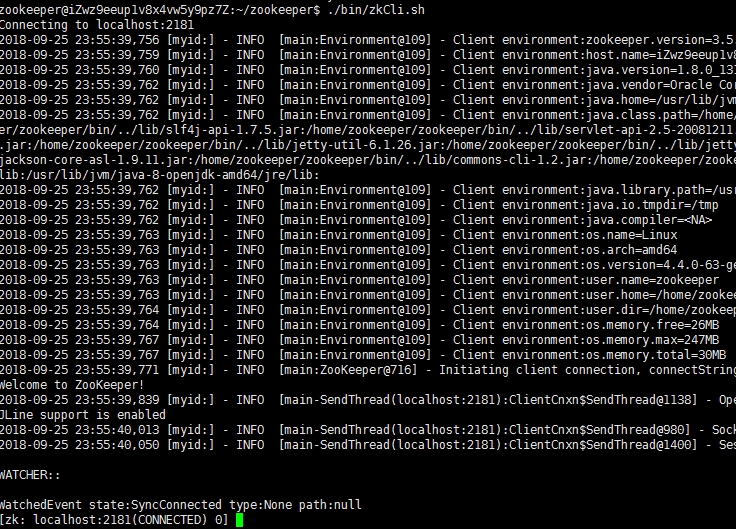 zookeeper@iZwz9eeup1v8x4vw5y9pz7Z:~/zookeeper$ ./bin/zkCli.sh
Connecting to localhost:2181
2018-09-25 23:55:39,756 [myid:] - INFO  [main:Environment@109] - Client environment:zookeeper.version=3.5.
2018-09-25 23:55:39,759 [myid:] - INFO  [main:Environment@109] - Client environment:host.name=iZwz9eeup1v8
2018-09-25 23:55:39,760 [myid:] - INFO  [main:Environment@109] - Client environment:java.version=1.8.0_131
2018-09-25 23:55:39,762 [myid:] - INFO  [main:Environment@109] - Client environment:java.vendor=Oracle Cor
2018-09-25 23:55:39,762 [myid:] - INFO  [main:Environment@109] - Client environment:java.home=/usr/lib/jvm
2018-09-25 23:55:39,762 [myid:] - INFO  [main:Environment@109] - Client environment:java.class.path=/home/
er/zookeeper/bin/../lib/slf4j-api-1.7.5.jar:/home/zookeeper/zookeeper/bin/../lib/servlet-api-2.5-20081211.
.jar:/home/zookeeper/zookeeper/bin/../lib/jetty-util-6.1.26.jar:/home/zookeeper/zookeeper/bin/../lib/jetty
jackson-core-asl-1.9.11.jar:/home/zookeeper/zookeeper/bin/../lib/commons-cli-1.2.jar:/home/zookeeper/zooke
lib:/usr/lib/jvm/java-8-openjdk-amd64/jre/lib:
2018-09-25 23:55:39,762 [myid:] - INFO  [main:Environment@109] - Client environment:java.library.path=/usr
2018-09-25 23:55:39,762 [myid:] - INFO  [main:Environment@109] - Client environment:java.io.tmpdir=/tmp
2018-09-25 23:55:39,762 [myid:] - INFO  [main:Environment@109] - Client environment:java.compiler=<NA>
2018-09-25 23:55:39,763 [myid:] - INFO  [main:Environment@109] - Client environment:os.name=Linux
2018-09-25 23:55:39,763 [myid:] - INFO  [main:Environment@109] - Client environment:os.arch=amd64
2018-09-25 23:55:39,763 [myid:] - INFO  [main:Environment@109] - Client environment:os.version=4.4.0-63-ge
2018-09-25 23:55:39,763 [myid:] - INFO  [main:Environment@109] - Client environment:user.name=zookeeper
2018-09-25 23:55:39,763 [myid:] - INFO  [main:Environment@109] - Client environment:user.home=/home/zookee
2018-09-25 23:55:39,764 [myid:] - INFO  [main:Environment@109] - Client environment:user.dir=/home/zookeep
2018-09-25 23:55:39,764 [myid:] - INFO  [main:Environment@109] - Client environment:os.memory.free=26MB
2018-09-25 23:55:39,767 [myid:] - INFO  [main:Environment@109] - Client environment:os.memory.max=247MB
2018-09-25 23:55:39,767 [myid:] - INFO  [main:Environment@109] - Client environment:os.memory.total=30MB
2018-09-25 23:55:39,771 [myid:] - INFO  [main:ZooKeeper@716] - Initiating client connection, connectString
Welcome to ZooKeeper!
2018-09-25 23:55:39,839 [myid:] - INFO  [main-SendThread(localhost:2181):ClientCnxn$SendThread@1138] - Ope
JLine support is enabled
2018-09-25 23:55:40,013 [myid:] - INFO  [main-SendThread(localhost:2181):ClientCnxn$SendThread@980] - Sock
2018-09-25 23:55:40,050 [myid:] - INFO  [main-SendThread(localhost:2181):ClientCnxn$SendThread@1400] - Ses
WATCHER::
WatchedEvent state:SyncConnected type:None path:null
[zk: localhost:2181(CONNECTED) 0]